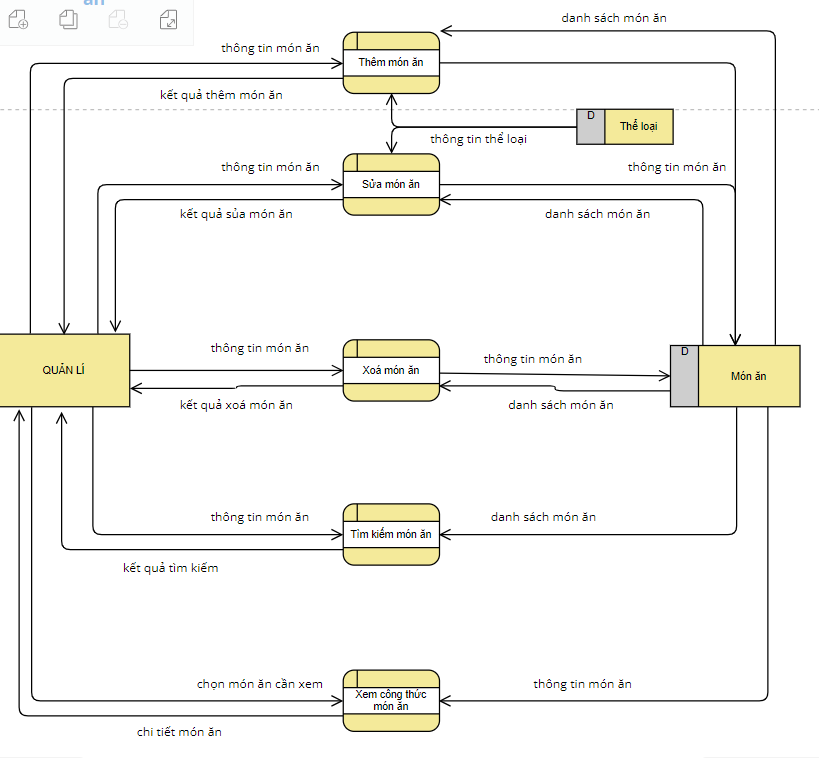 ăn
danh sách món ăn
thông tin món ăn
Thêm món ăn
kết quả thêm món ăn
D
Thể loại
thông tin thể loại
thông tin món ăn
thông tin món ăn
Sửa món ăn
kết quả sủa món ăn
danh sách món ăn
thông tin món ăn
thông tin món ăn
D
QUẢN LÍ
Xoá món ăn
Món ăn
kết quả xoá món ăn
danh sách món ăn
thông tin món ăn
danh sách món ăn
Tìm kiếm món ăn
kết quả tìm kiếm
chọn món ăn cần xem
thông tin món ăn
Xem công thức
món ăn
chi tiết món ăn